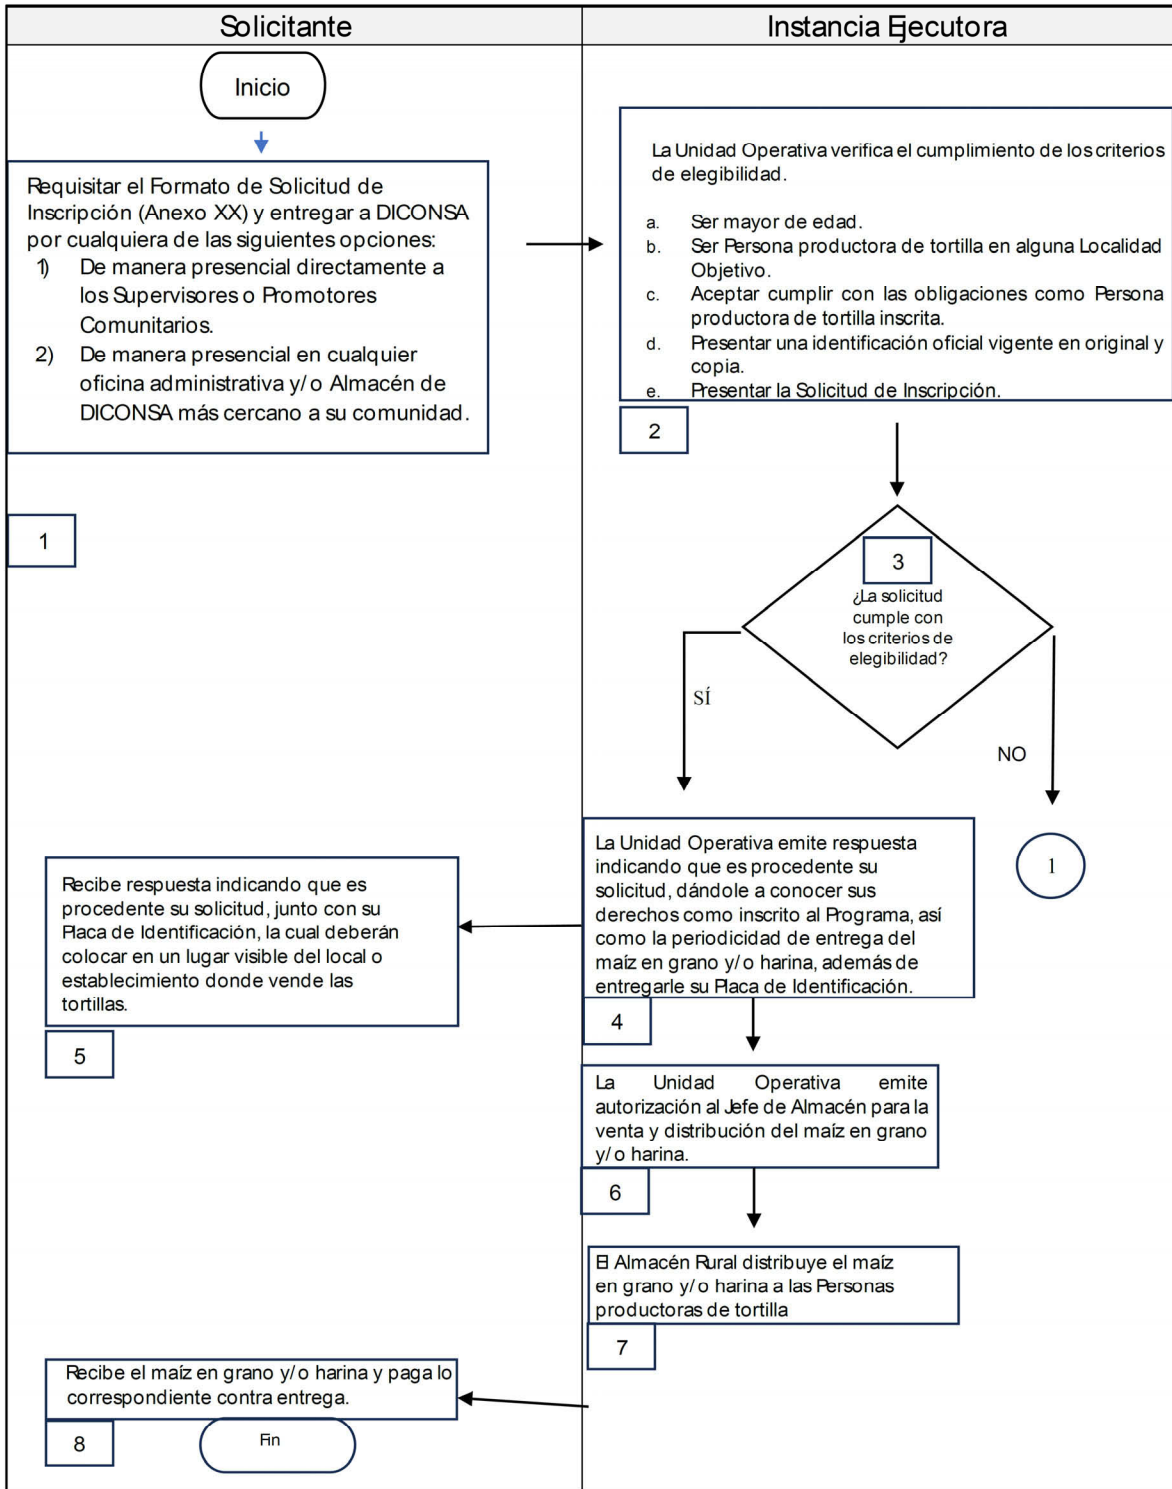 Solicitante
Instancia Ejecutora
Inicio
Requisitar el Formato de Solicitud de
Inscripción (Anexo XX) y entregar a DICONSA
por cualquiera de las siguientes opciones:
1) De manera presencial directamente a
los Supervisores o Promotores
Comunitarios.
2) De manera presencial en cualquier
oficina administrativa y/o Almacén de
DICONSA más cercano a su comunidad.
1
La Unidad Operativa verifica el cumplimiento de los criterios
de elegibilidad.
a. Ser mayor de edad.
b. Ser Persona productora de tortilla en alguna Localidad
Objetivo.
c. Aceptar cumplir con las obligaciones como Persona
productora de tortilla inscrita.
d. Presentar una identificación oficial vigente en original y
copia.
e. Presentar la Solicitud de Inscripción.
2
3
¿La solicitud
cumple con
los criterios de
elegibilidad?
SÍ
NO
1
La Unidad Operativa emite respuesta
indicando que es procedente su
solicitud, dándole a conocer sus
derechos como inscrito al Programa, así
como la periodicidad de entrega del
maíz en grano y/o harina, además de
entregarle su Placa de Identificación.
4
Recibe respuesta indicando que es
procedente su solicitud, junto con su
Placa de Identificación, la cual deberán
colocar en un lugar visible del local o
establecimiento donde vende las
tortillas.
5
La Unidad Operativa emite
autorización al Jefe de Almacén para la
venta y distribución del maíz en grano
y/o harina.
6
El Almacén Rural distribuye el maíz
en grano y/o harina a las Personas
productoras de tortilla
7
Recibe el maíz en grano y/o harina y paga lo
correspondiente contra entrega.
8
Fin